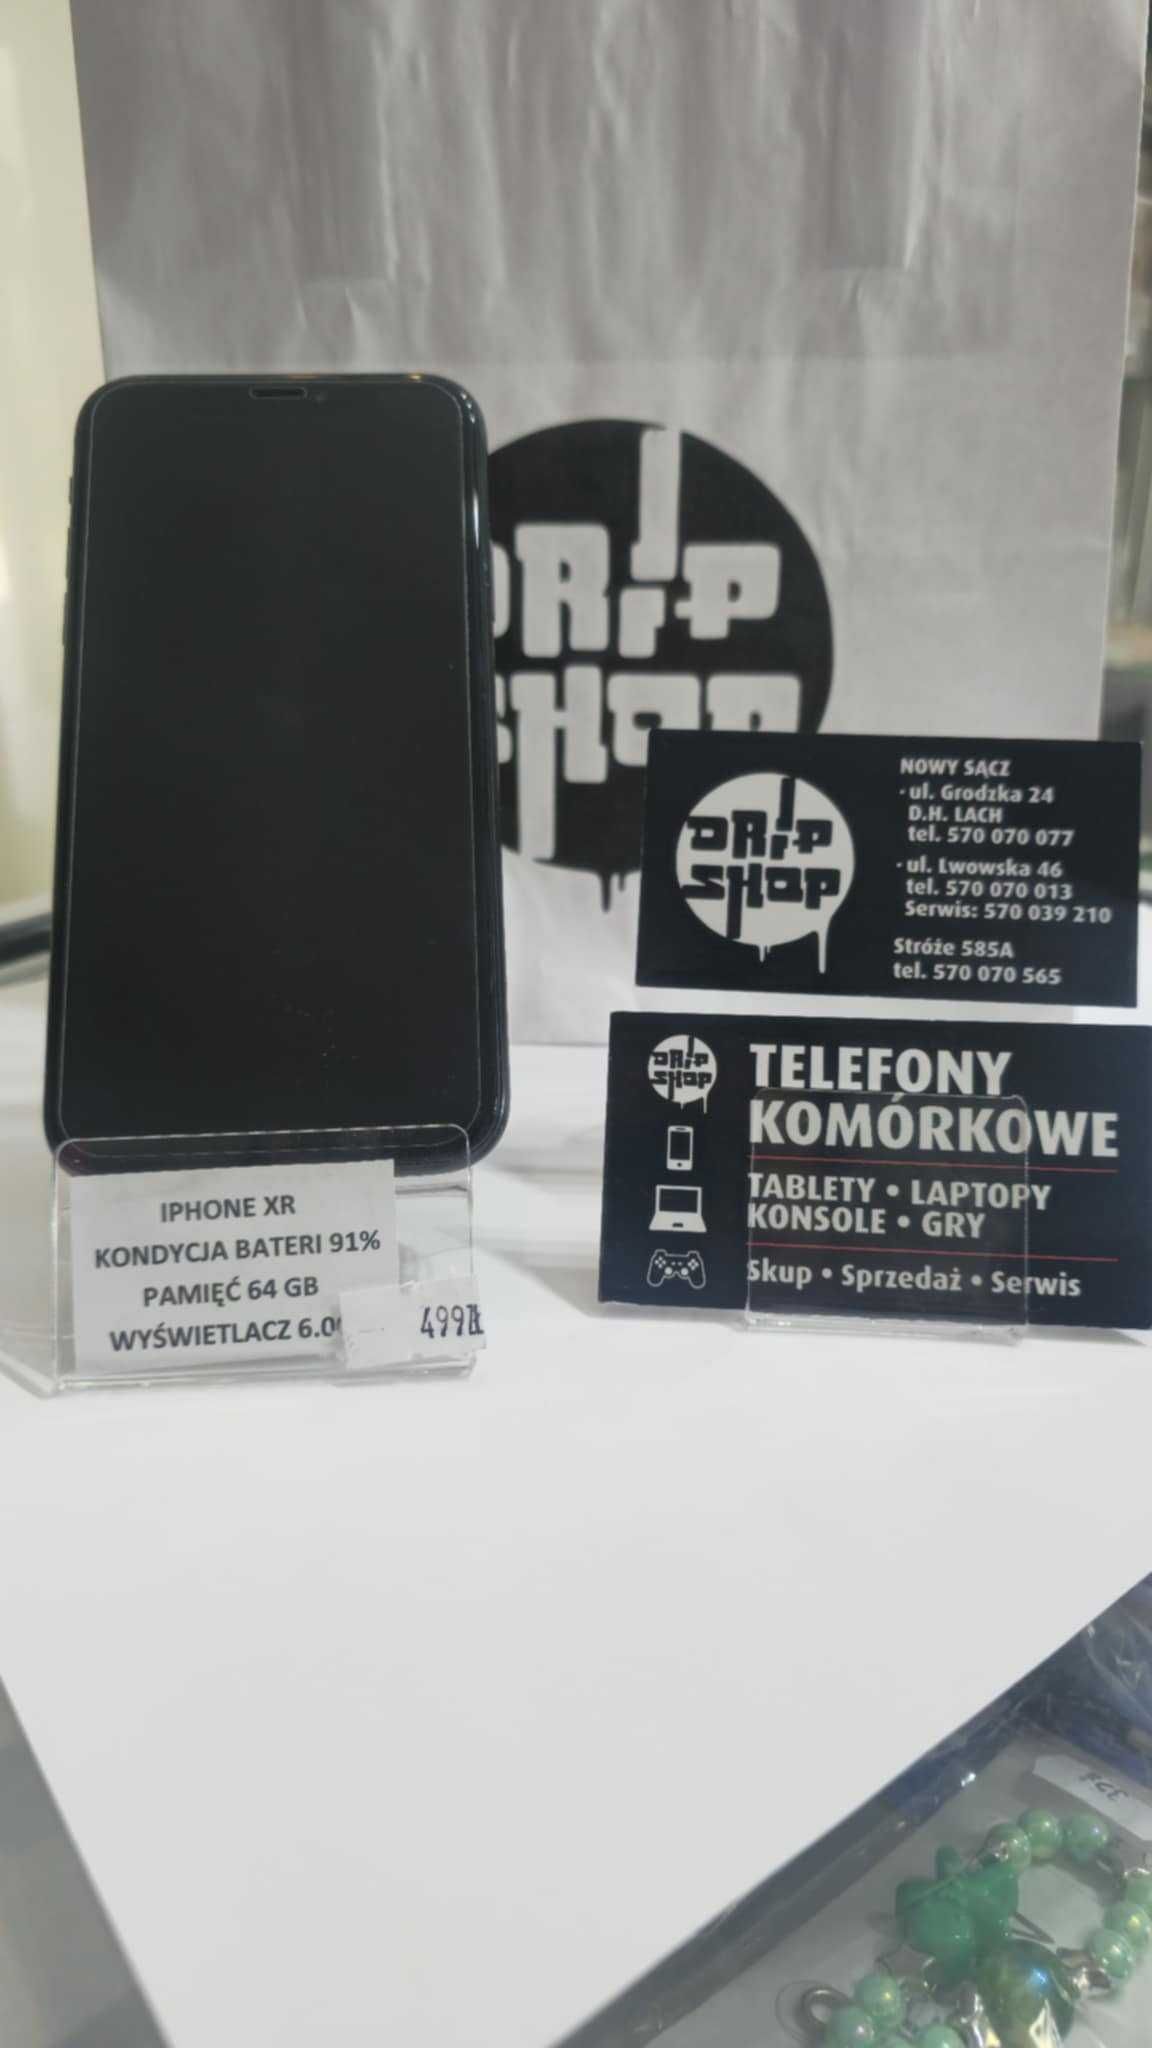 DRiP
SHOP
NOWY SĄCZ
· ul. Grodzka 24
D.H. LACH
tel. 570 070 077
· ul. Lwowska 46
tel. 570 070 013
Serwis: 570 039 210
Stróże 585A
tel. 570 070 565
DRiP
SHOP
DRiP
SHOP
TELEFONY
KOMÓRKOWE
TABLETY • LAPTOPY
KONSOLE • GRY
Skup • Sprzedaż • Serwis
IPHONE XR
KONDYCJA BATERI 91%
PAMIĘĆ 64 GB
WYŚWIETLACZ 6.0
499ZŁ